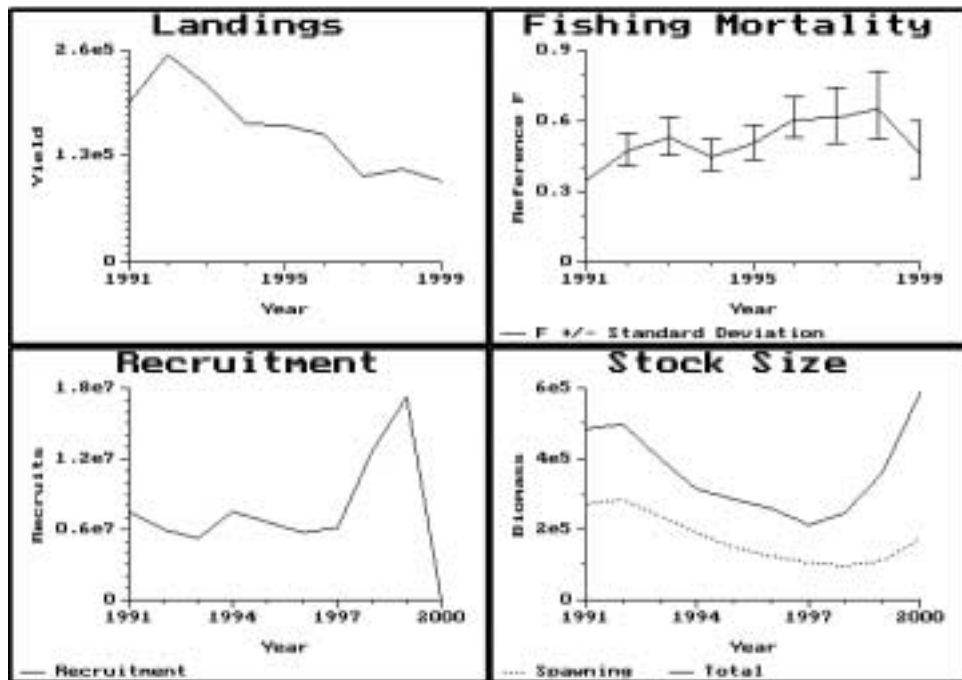 Landings
2.6e5
1.3e5
0
Yield
1991 1995 1999
Year
Fishing Mortality
0.9
0.6
0.3
0
Reference F
1991 1995 1999
Year
F +/- Standard Deviation
Recruitment
1.8e7
1.2e7
0.6e7
0
Recruits
1991 1994 1997 2000
Year
Recruitment
Stock Size
6e5
4e5
2e5
0
Biomass
1991 1994 1997 2000
Year
Spawning Total